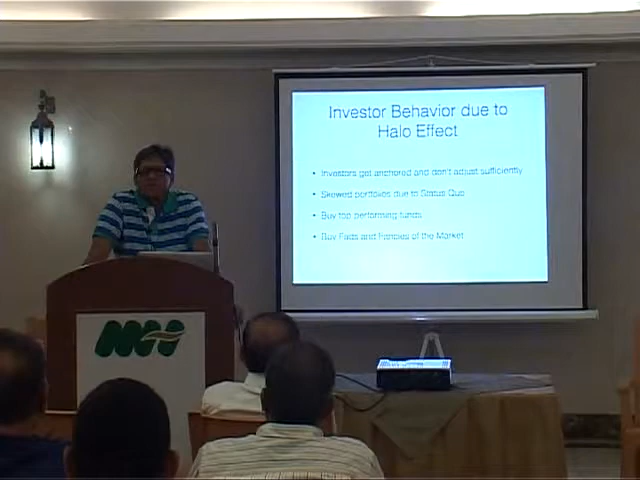 Investor Behavior due to
Halo Effect
• Investors get anchored and don't adjust sufficiently
• Skewed portfolios due to Status Quo
• Buy top performing funds
• Buy Fads and Fancies of the Market